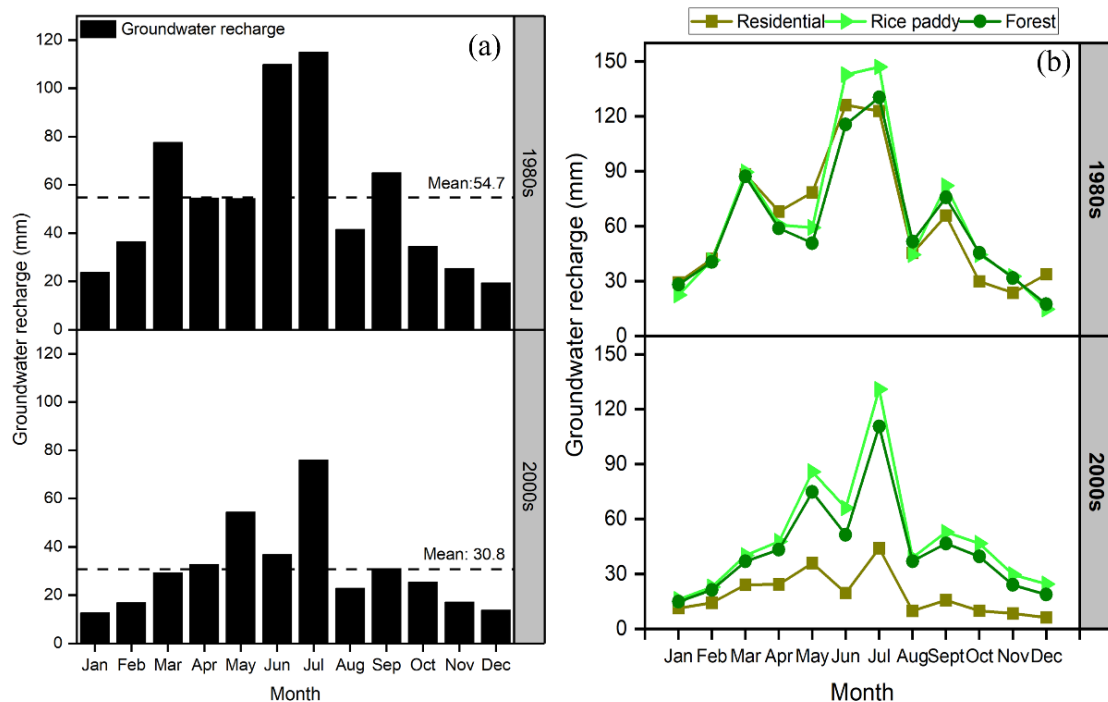 Groundwater recharge
(a)
120
100
80
60
40
20
0
Mean:54.7
1980s
120
100
80
60
40
20
0
Mean: 30.8
2000s
Groundwater recharge (mm)
Jan Feb Mar Apr May Jun Jul Aug Sep Oct Nov Dec
Month
Residential Rice paddy Forest
(b)
150
120
90
60
30
0
1980s
150
120
90
60
30
0
2000s
Groundwater recharge (mm)
Jan Feb Mar Apr May Jun Jul Aug Sept Oct Nov Dec
Month